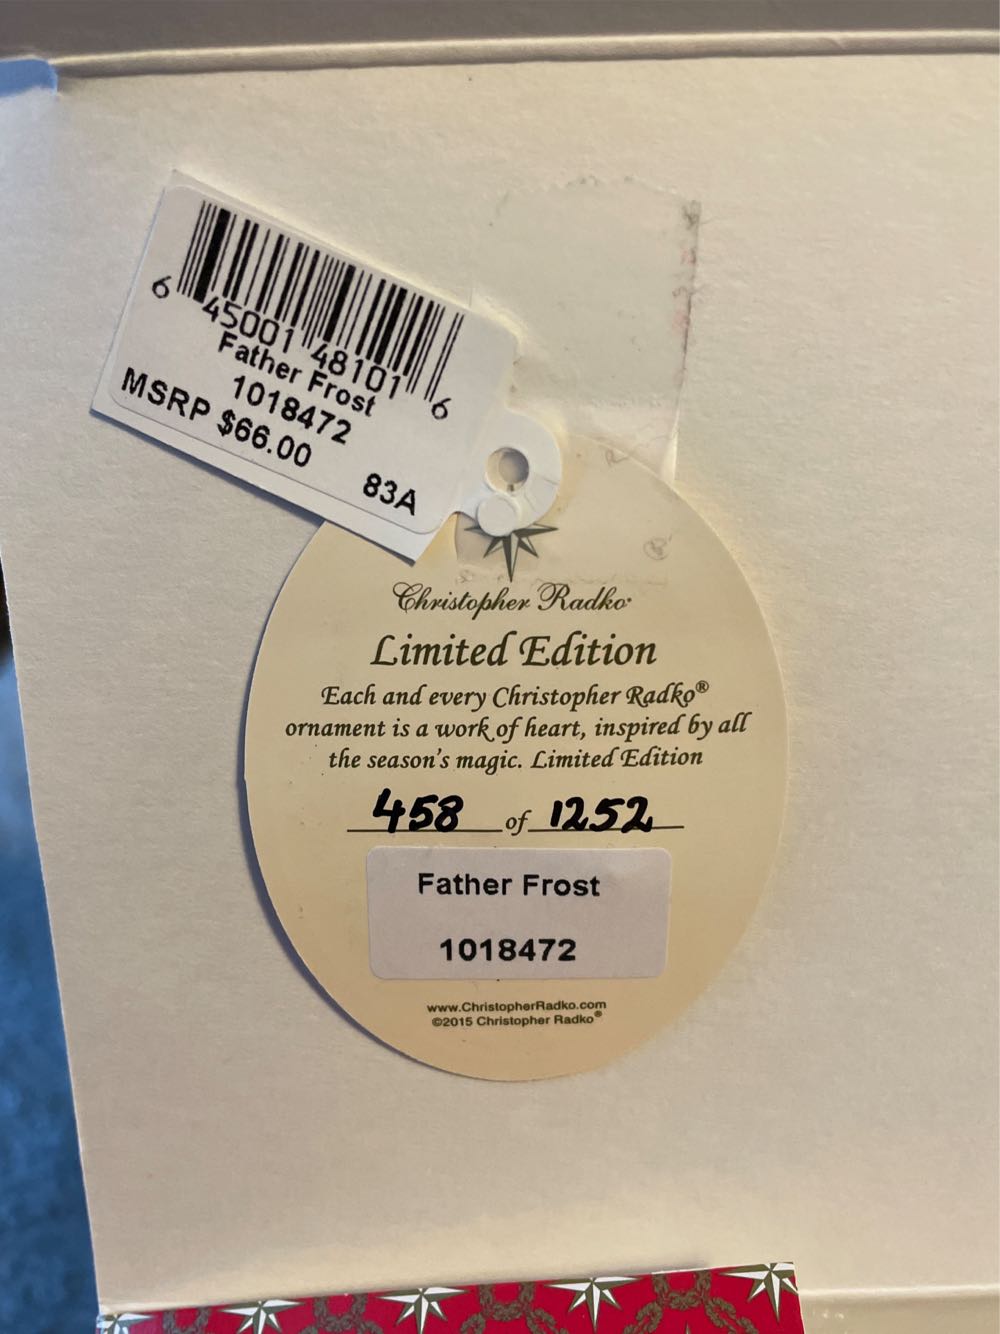 6 45001 48101 6
Father Frost
1018472
MSRP $66.00
83A
Christopher Radko®
Limited Edition
Each and every Christopher Radko®
ornament is a work of heart, inspired by all
the season's magic. Limited Edition
458 of 1252
Father Frost
1018472
www.ChristopherRadko.com
©2015 Christopher Radko®